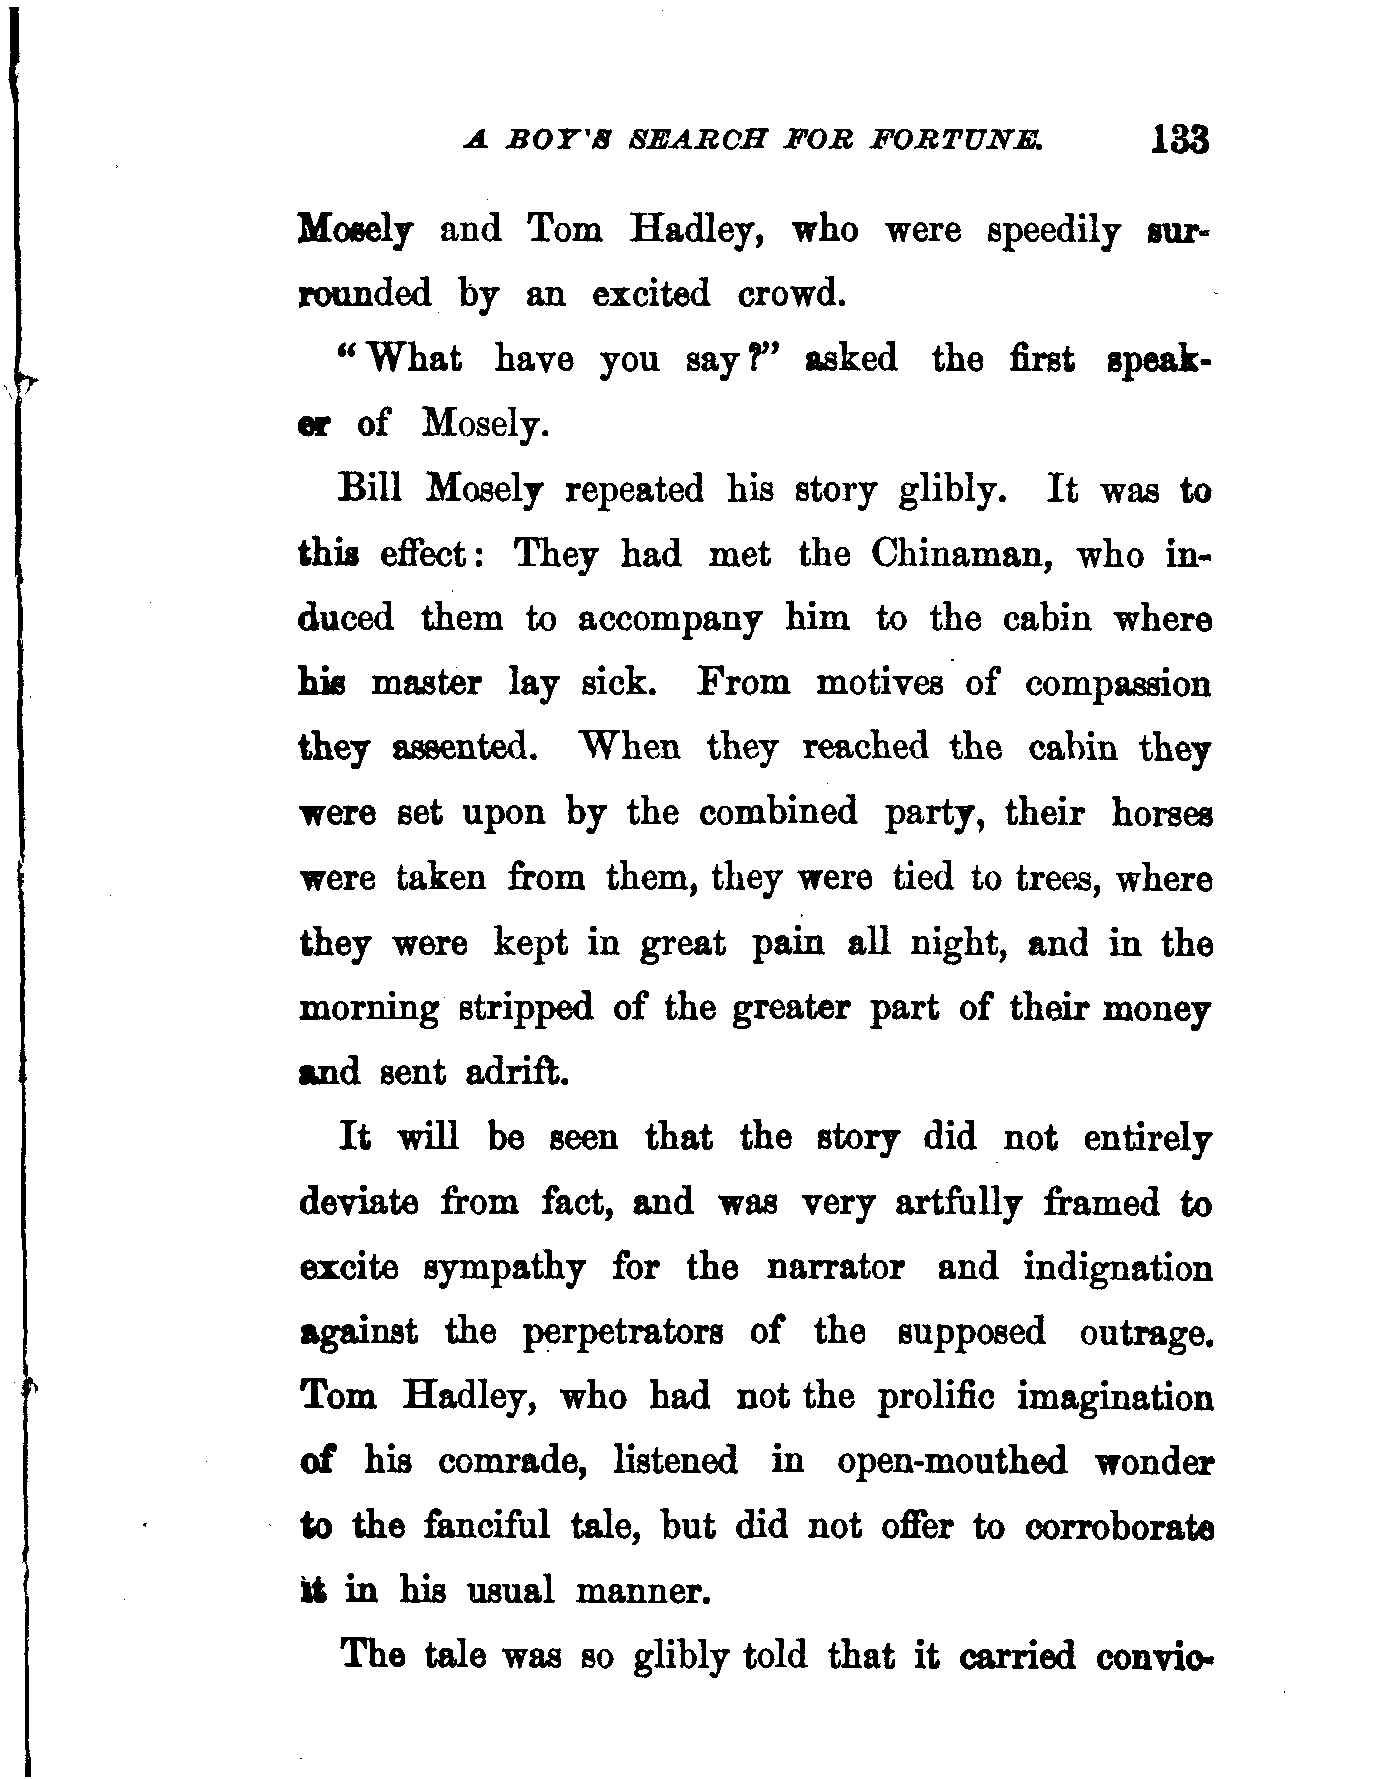 A BOY'S SEARCH FOR FORTUNE. 133
Mosely and Tom Hadley, who were speedily sur-
rounded by an excited crowd.
“What have you say?” asked the first speak-
er of Mosely.
Bill Mosely repeated his story glibly. It was to
this effect: They had met the Chinaman, who in-
duced them to accompany him to the cabin where
his master lay sick. From motives of compassion
they assented. When they reached the cabin they
were set upon by the combined party, their horses
were taken from them, they were tied to trees, where
they were kept in great pain all night, and in the
morning stripped of the greater part of their money
and sent adrift.
It will be seen that the story did not entirely
deviate from fact, and was very artfully framed to
excite sympathy for the narrator and indignation
against the perpetrators of the supposed outrage.
Tom Hadley, who had not the prolific imagination
of his comrade, listened in open-mouthed wonder
to the fanciful tale, but did not offer to corroborate
it in his usual manner.
The tale was so glibly told that it carried convic-